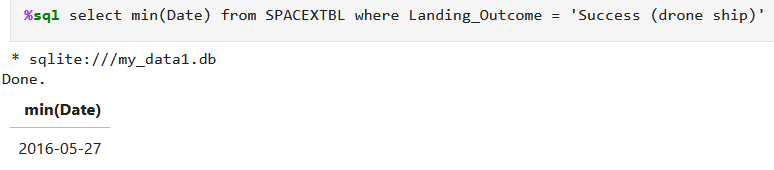 %sql select min(Date) from SPACEXTBL where Landing_Outcome = 'Success (drone ship)'
* sqlite:///my_data1.db
Done.
min(Date)
2016-05-27